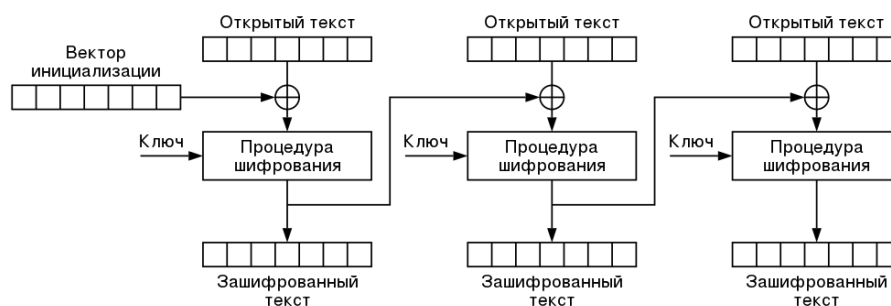 Открытый текст
Открытый текст
Открытый текст
Вектор
инициализации
Ключ
Процедура
шифрования
Ключ
Процедура
шифрования
Ключ
Процедура
шифрования
Зашифрованный
текст
Зашифрованный
текст
Зашифрованный
текст